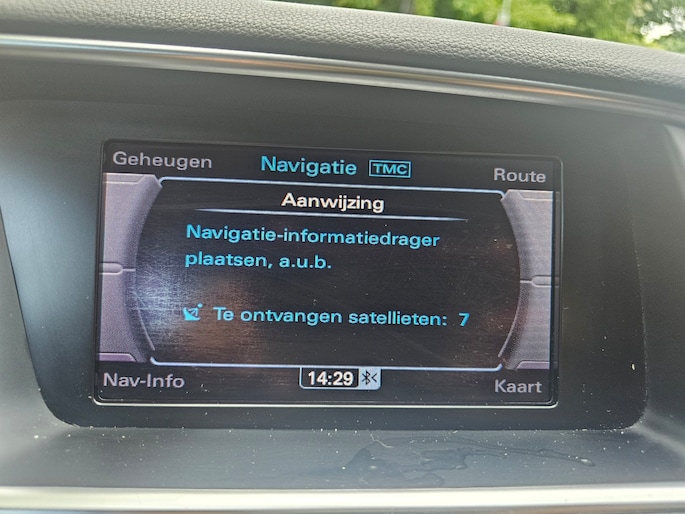 Geheugen
Navigatie TMC
Route
Aanwijzing
Navigatie-informatiedrager
plaatsen, a.u.b.
Te ontvangen satellieten: 7
Nav-Info
14:29
Kaart